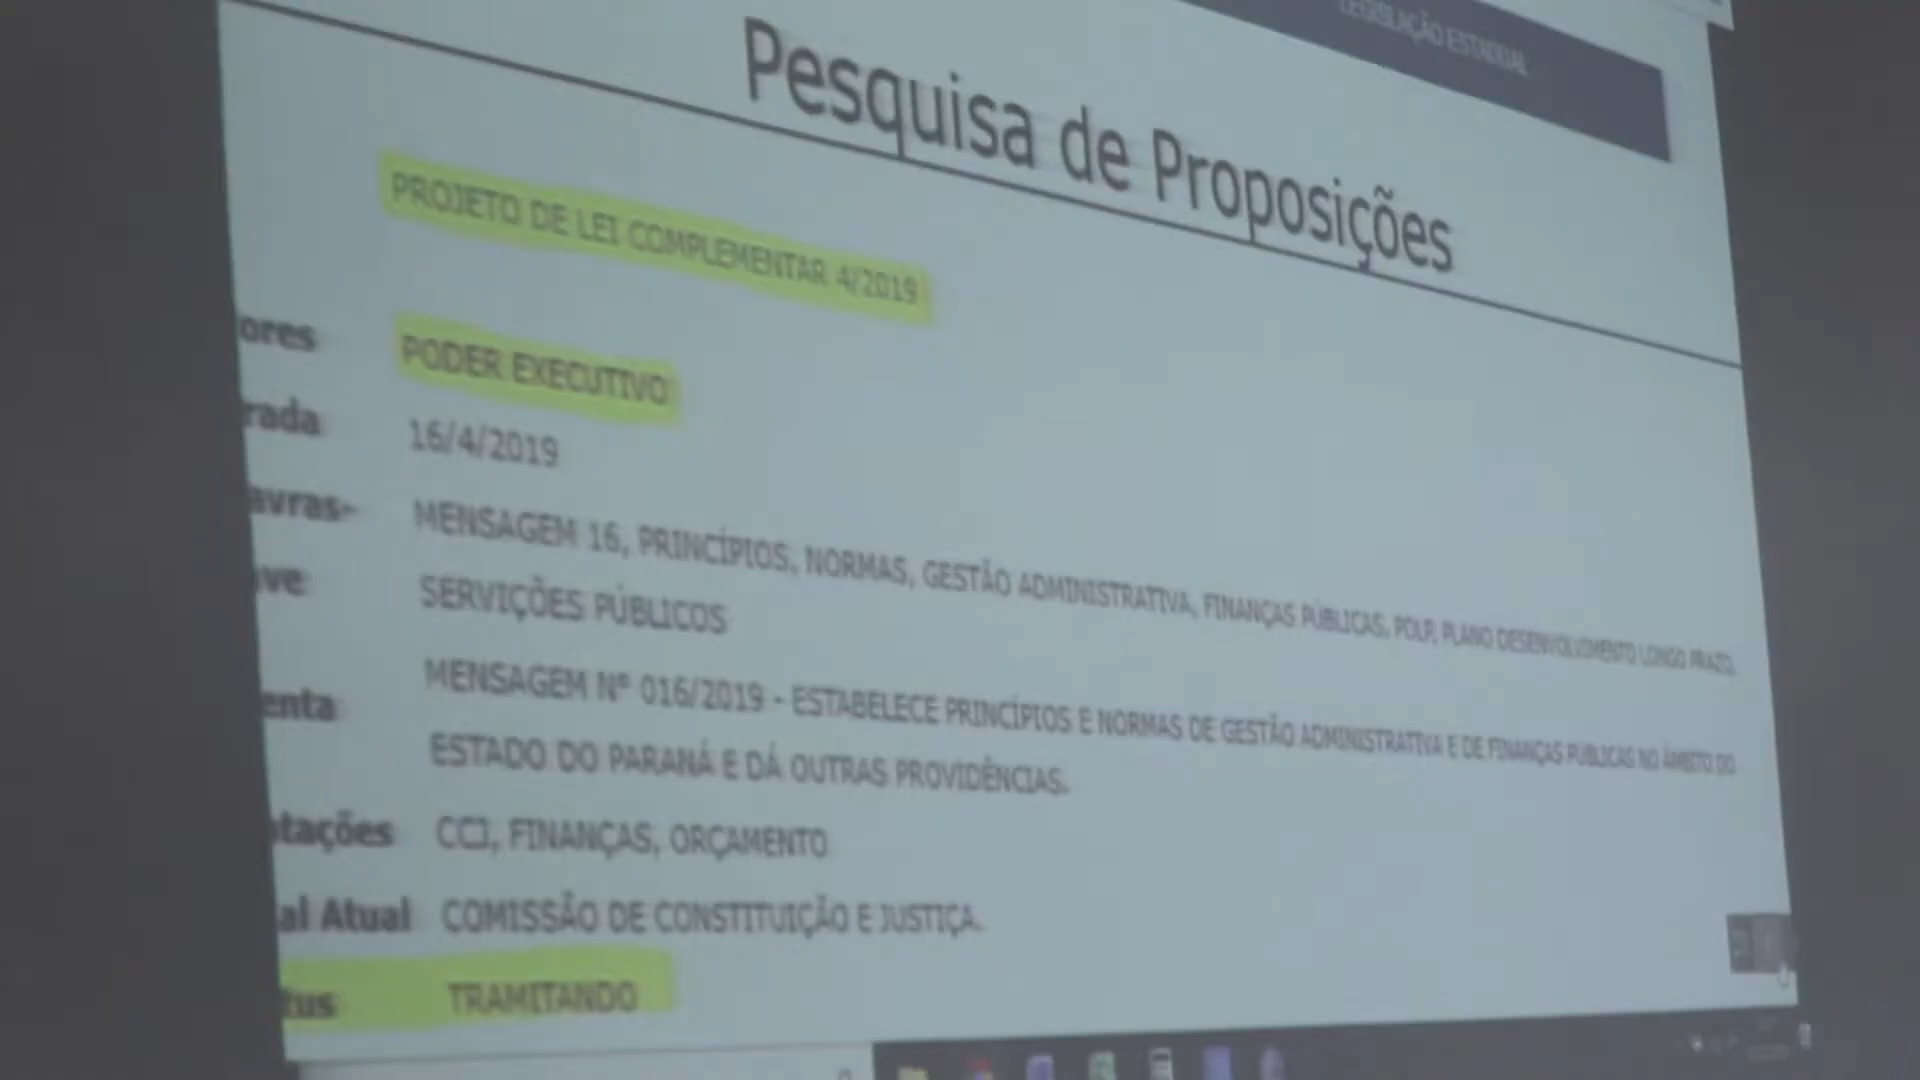 LEGISLAÇÃO ESTADUAL
Pesquisa de Proposições
PROJETO DE LEI COMPLEMENTAR 4/2019
ores PODER EXECUTIVO
rada 16/4/2019
avras- MENSAGEM 16, PRINCÍPIOS, NORMAS, GESTÃO ADMINISTRATIVA, FINANÇAS PÚBLICAS, PDLP, PLANO DESENVOLVIMENTO LONGO PRAZO,
ve SERVIÇÕES PÚBLICOS
MENSAGEM Nº 016/2019 - ESTABELECE PRINCÍPIOS E NORMAS DE GESTÃO ADMINISTRATIVA E DE FINANÇAS PÚBLICAS NO ÂMBITO DO
enta
ESTADO DO PARANÁ E DÁ OUTRAS PROVIDÊNCIAS.
tações CCJ, FINANÇAS, ORÇAMENTO
al Atual COMISSÃO DE CONSTITUIÇÃO E JUSTIÇA.
tus TRAMITANDO